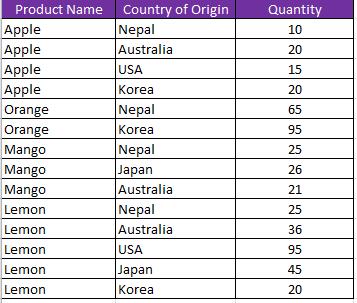 Product Name Country of Origin Quantity
Apple Nepal 10
Apple Australia 20
Apple USA 15
Apple Korea 20
Orange Nepal 65
Orange Korea 95
Mango Nepal 25
Mango Japan 26
Mango Australia 21
Lemon Nepal 25
Lemon Australia 36
Lemon USA 95
Lemon Japan 45
Lemon Korea 20